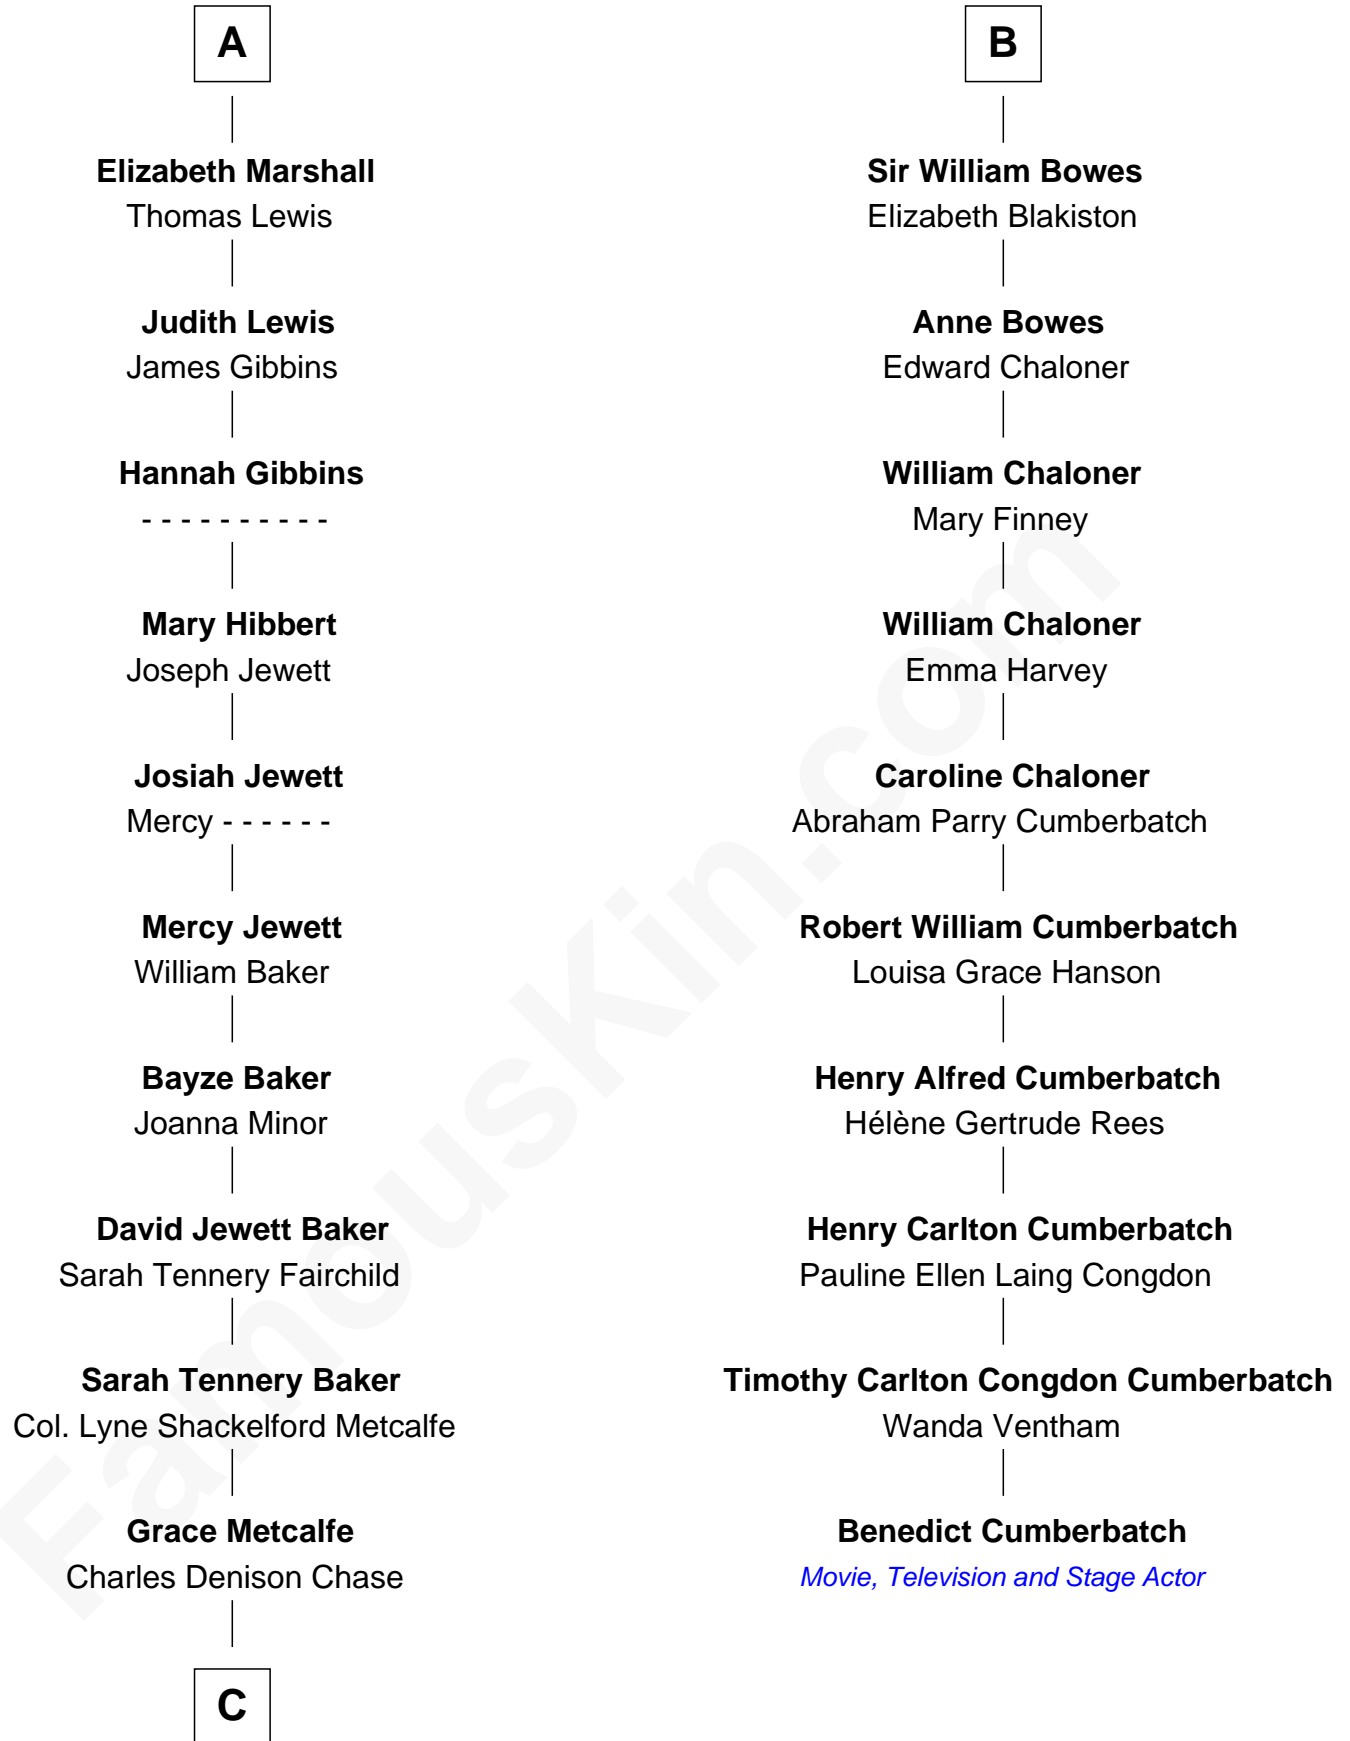 A
Elizabeth Marshall
Thomas Lewis
Judith Lewis
James Gibbins
Hannah Gibbins
- - - - - - - - - -
Mary Hibbert
Joseph Jewett
Josiah Jewett
Mercy - - - - - -
Mercy Jewett
William Baker
Bayze Baker
Joanna Minor
David Jewett Baker
Sarah Tennery Fairchild
Sarah Tennery Baker
Col. Lyne Shackelford Metcalfe
Grace Metcalfe
Charles Denison Chase
C
B
Sir William Bowes
Elizabeth Blakiston
Anne Bowes
Edward Chaloner
William Chaloner
Mary Finney
William Chaloner
Emma Harvey
Caroline Chaloner
Abraham Parry Cumberbatch
Robert William Cumberbatch
Louisa Grace Hanson
Henry Alfred Cumberbatch
Hélène Gertrude Rees
Henry Carlton Cumberbatch
Pauline Ellen Laing Congdon
Timothy Carlton Congdon Cumberbatch
Wanda Ventham
Benedict Cumberbatch
Movie, Television and Stage Actor
FamousKin.com